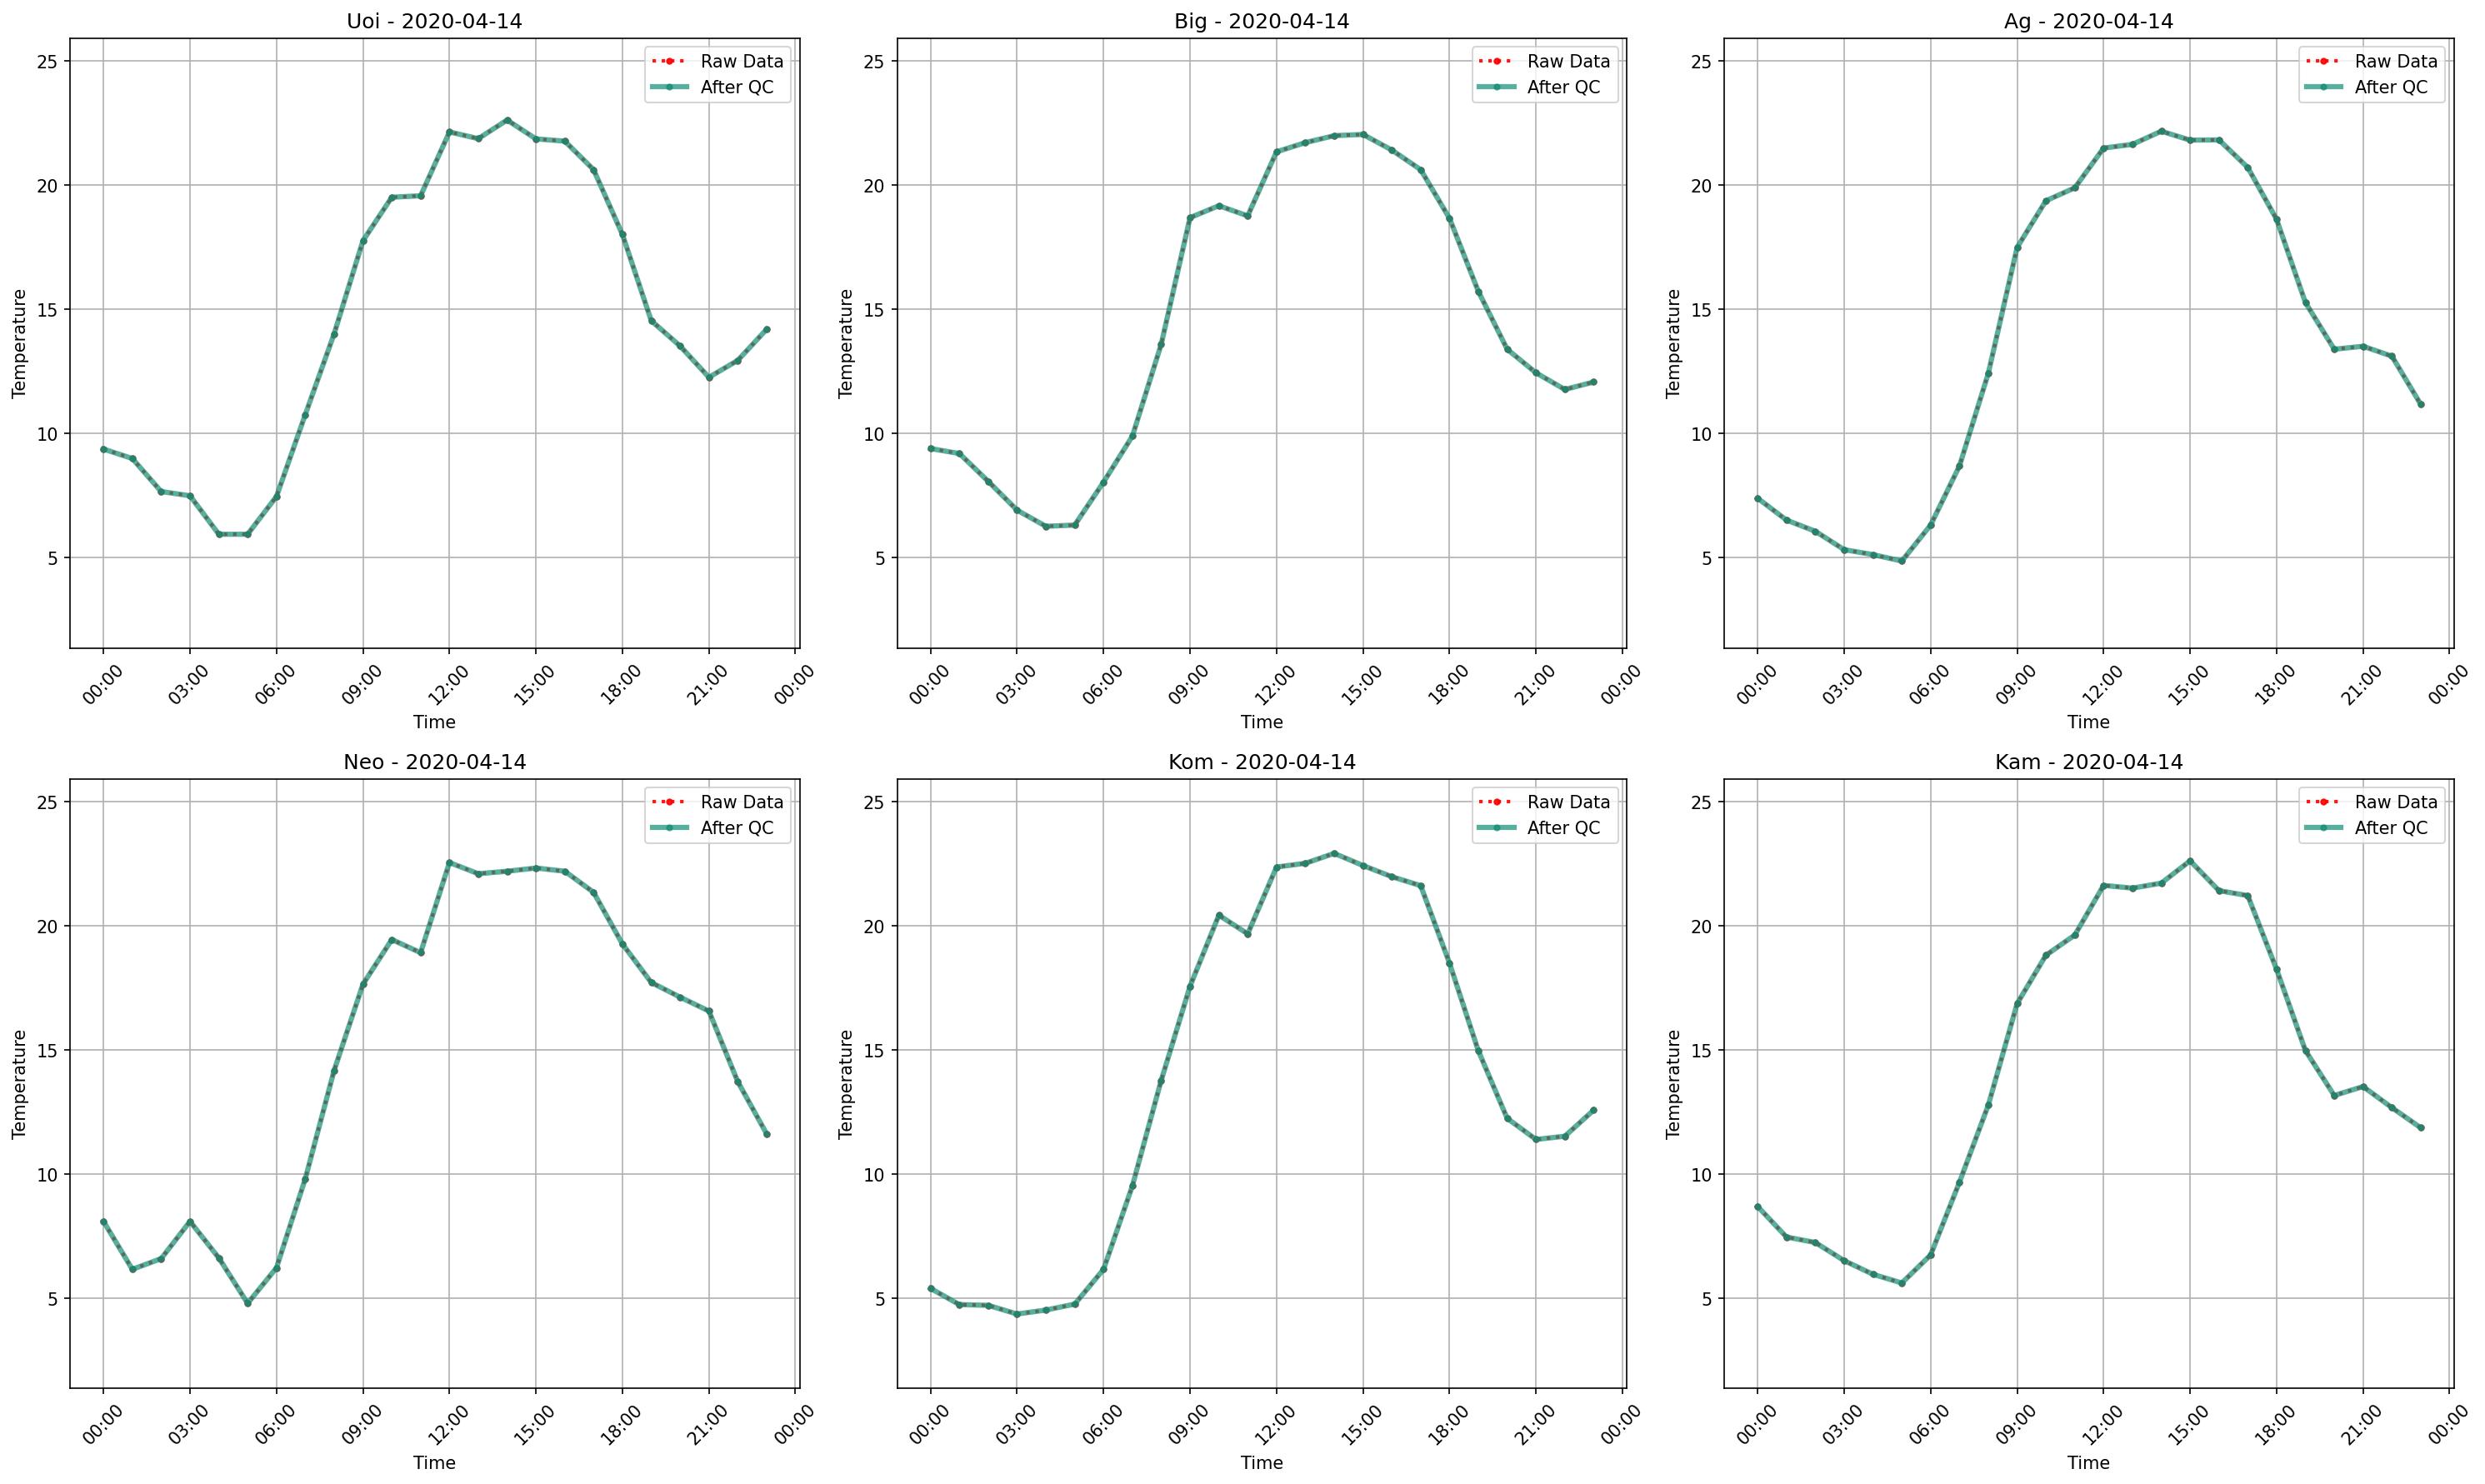 Uoi - 2020-04-14
Raw Data
After QC
25
20
15
10
5
Temperature
00:00
03:00
06:00
09:00
12:00
15:00
18:00
21:00
00:00
Time
Big - 2020-04-14
Raw Data
After QC
25
20
15
10
5
Temperature
00:00
03:00
06:00
09:00
12:00
15:00
18:00
21:00
00:00
Time
Ag - 2020-04-14
Raw Data
After QC
25
20
15
10
5
Temperature
00:00
03:00
06:00
09:00
12:00
15:00
18:00
21:00
00:00
Time
Neo - 2020-04-14
Raw Data
After QC
25
20
15
10
5
Temperature
00:00
03:00
06:00
09:00
12:00
15:00
18:00
21:00
00:00
Time
Kom - 2020-04-14
Raw Data
After QC
25
20
15
10
5
Temperature
00:00
03:00
06:00
09:00
12:00
15:00
18:00
21:00
00:00
Time
Kam - 2020-04-14
Raw Data
After QC
25
20
15
10
5
Temperature
00:00
03:00
06:00
09:00
12:00
15:00
18:00
21:00
00:00
Time